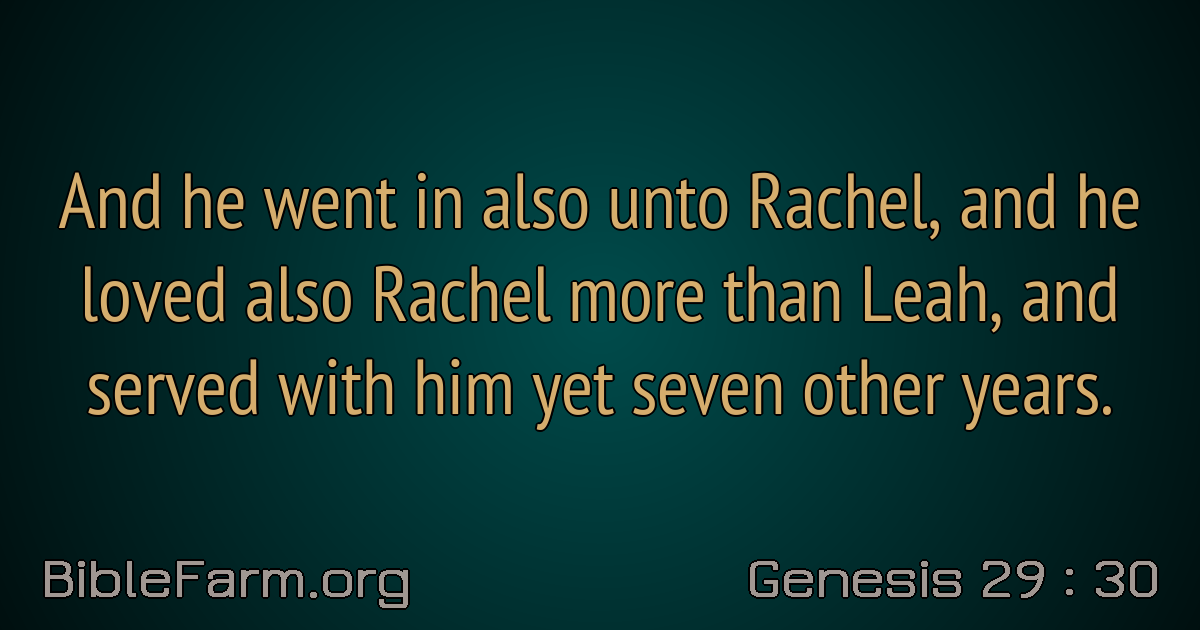 And he went in also unto Rachel, and he
loved also Rachel more than Leah, and
served with him yet seven other years.
BibleFarm.org
Genesis 29 : 30